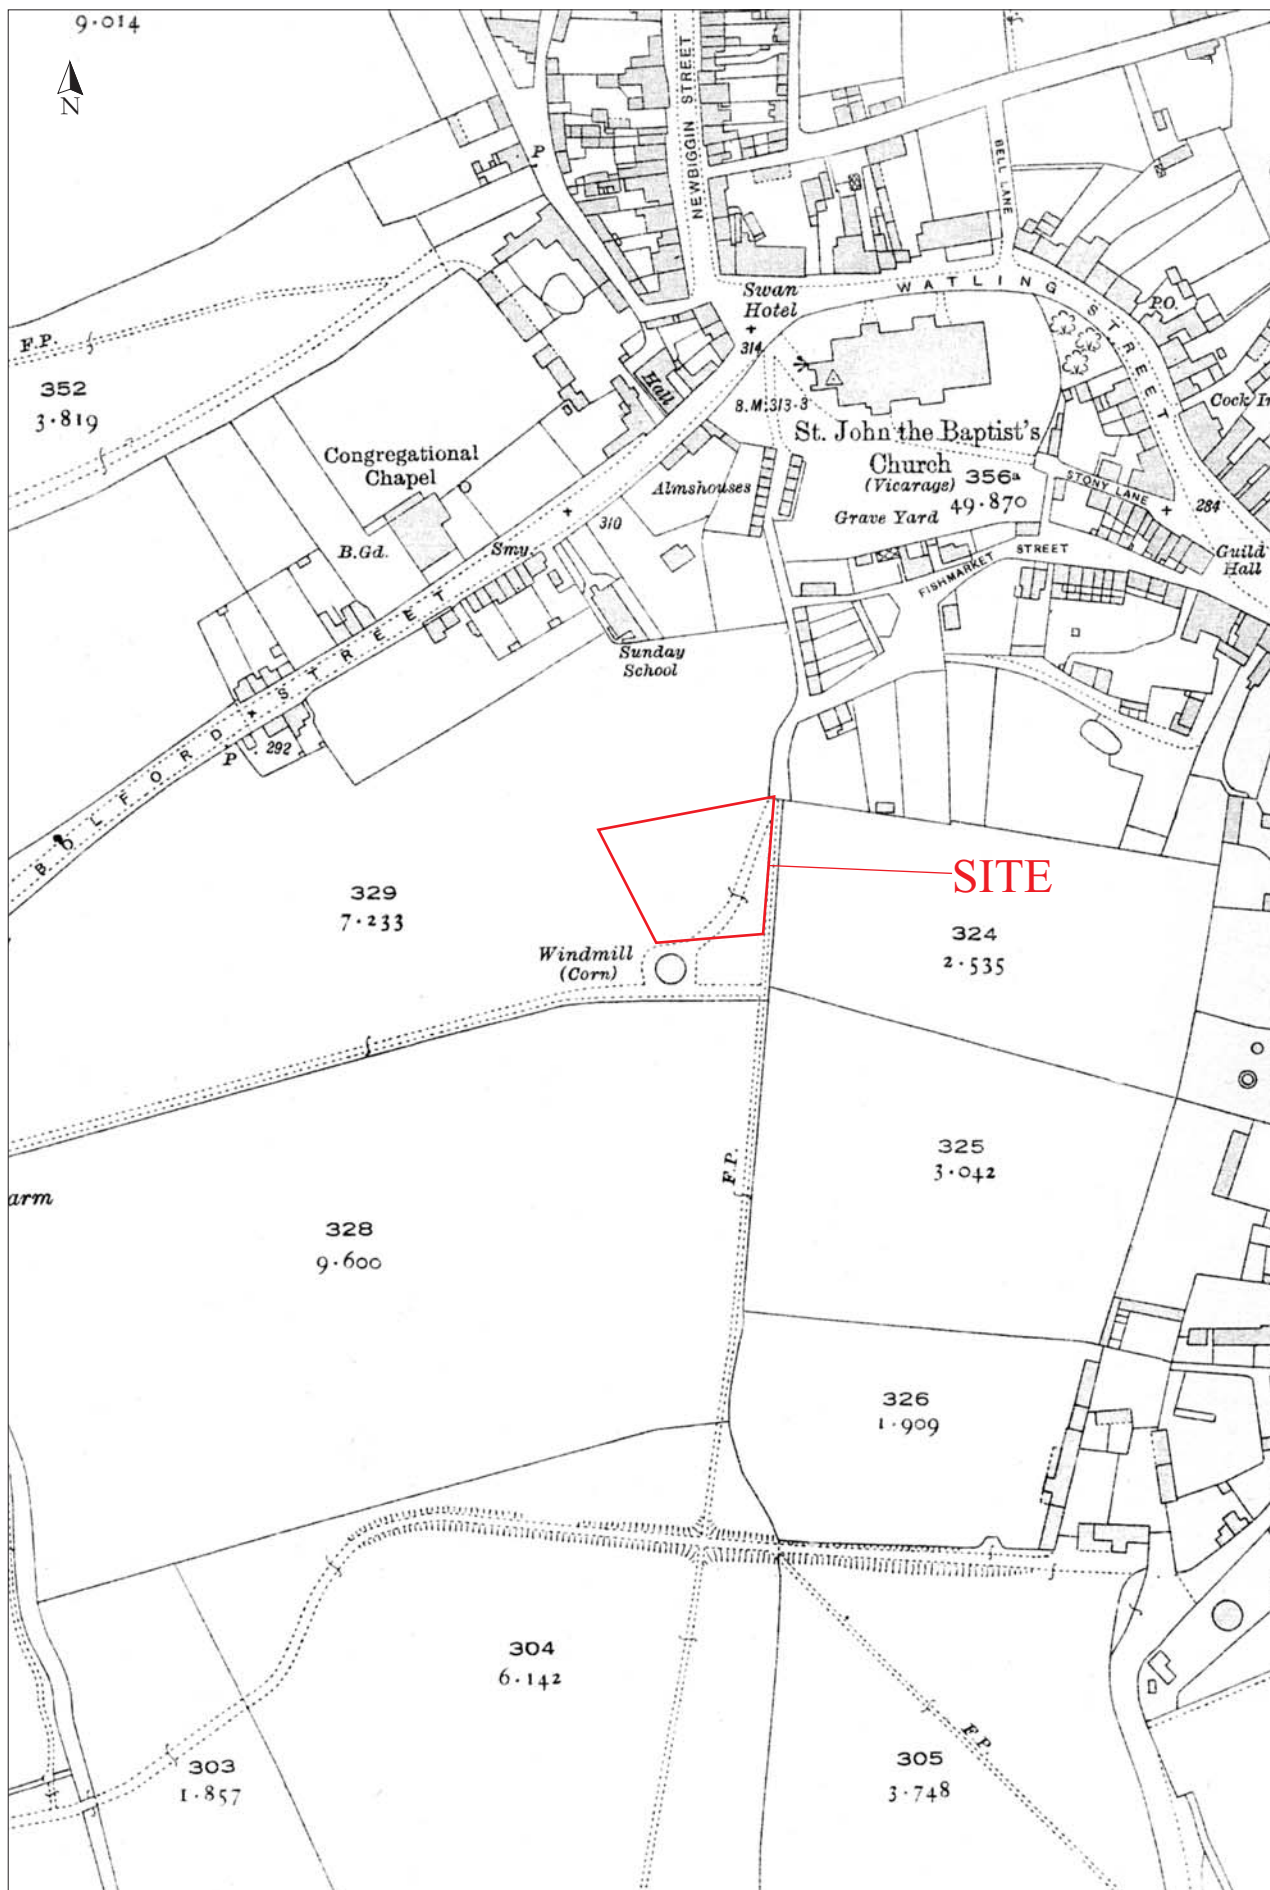 9·014
N
NEWBIGGIN STREET
BELL LANE
P
Swan
Hotel
314
WATLING STREET
P.O.
F.P.
352
3·819
Hall
B.M.313·3
Cock In
St. John the Baptist's
Church
(Vicarage)
356a
49·870
Congregational
Chapel
Almshouses
STONY LANE
284
Grave Yard
310
B.Gd.
Smy.
FISHMARKET STREET
Guild
Hall
Sunday
School
BOLFORD STREET
292
P
SITE
329
7·233
324
2·535
Windmill
(Corn)
325
3·042
F.P.
arm
328
9·600
326
1·909
304
6·142
F.P.
303
1·857
305
3·748